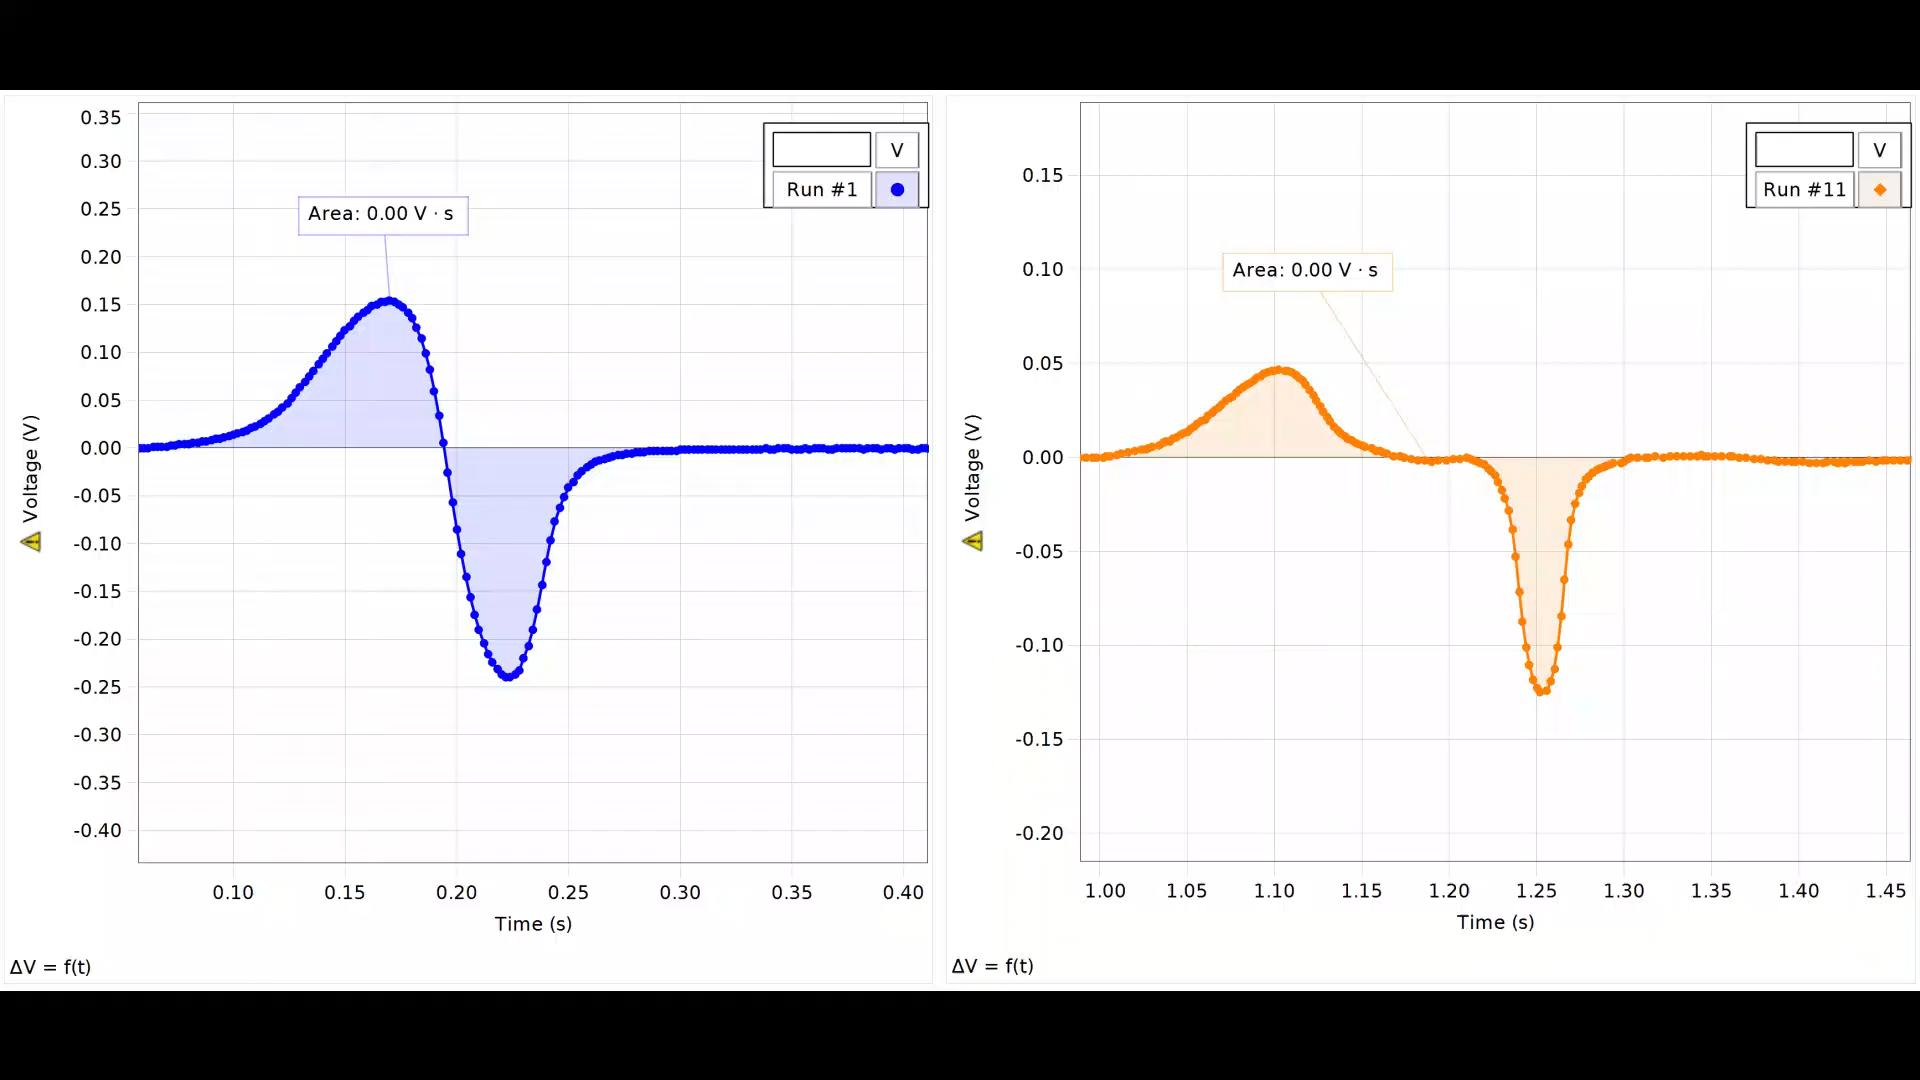 0.35
0.30
0.25
0.20
0.15
0.10
0.05
0.00
-0.05
-0.10
-0.15
-0.20
-0.25
-0.30
-0.35
-0.40
Voltage (V)
Area: 0.00 V · s
V
Run #1
0.10 0.15 0.20 0.25 0.30 0.35 0.40
Time (s)
ΔV = f(t)
0.15
0.10
0.05
0.00
-0.05
-0.10
-0.15
-0.20
Voltage (V)
Area: 0.00 V · s
V
Run #11
1.00 1.05 1.10 1.15 1.20 1.25 1.30 1.35 1.40 1.45
Time (s)
ΔV = f(t)